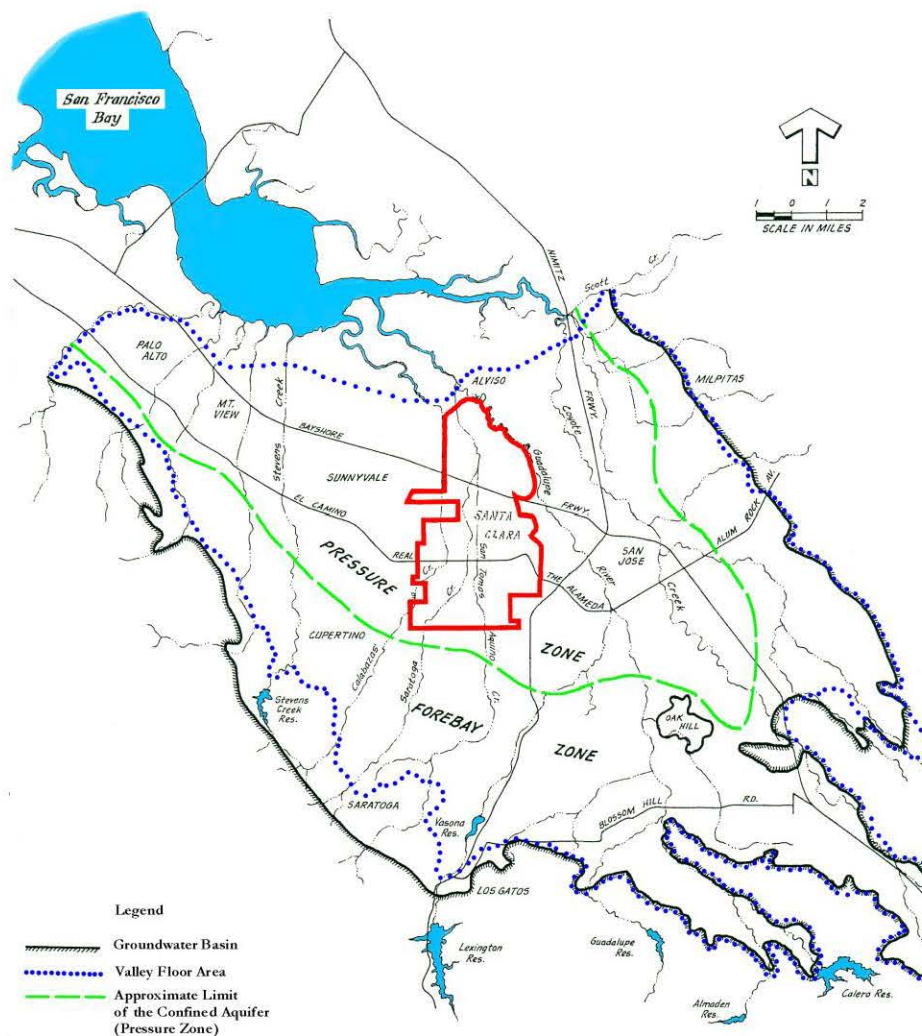 San Francisco
Bay
N
1 0 1 2
SCALE IN MILES
NIMITZ
FRWY.
Scott
Cr.
MILPITAS
PALO
ALTO
MT.
VIEW
Stevens
Creek
ALVISO
Coyote
Creek
Guadalupe
River
BAYSHORE
FRWY.
SUNNYVALE
EL CAMINO
REAL
SANTA
CLARA
THE
ALAMEDA
SAN
JOSE
ALUM
ROCK
AV.
San Tomas
Aquino
Cr.
PRESSURE
ZONE
CUPERTINO
Calabazas
Cr.
Saratoga
Cr.
Stevens
Creek
Res.
FOREBAY
ZONE
OAK
HILL
SARATOGA
Vasona
Res.
BLOSSOM HILL
R.D.
LOS GATOS
Lexington
Res.
Guadalupe
Res.
Almaden
Res.
Calero Res.
Legend
Groundwater Basin
Valley Floor Area
Approximate Limit
of the Confined Aquifer
(Pressure Zone)